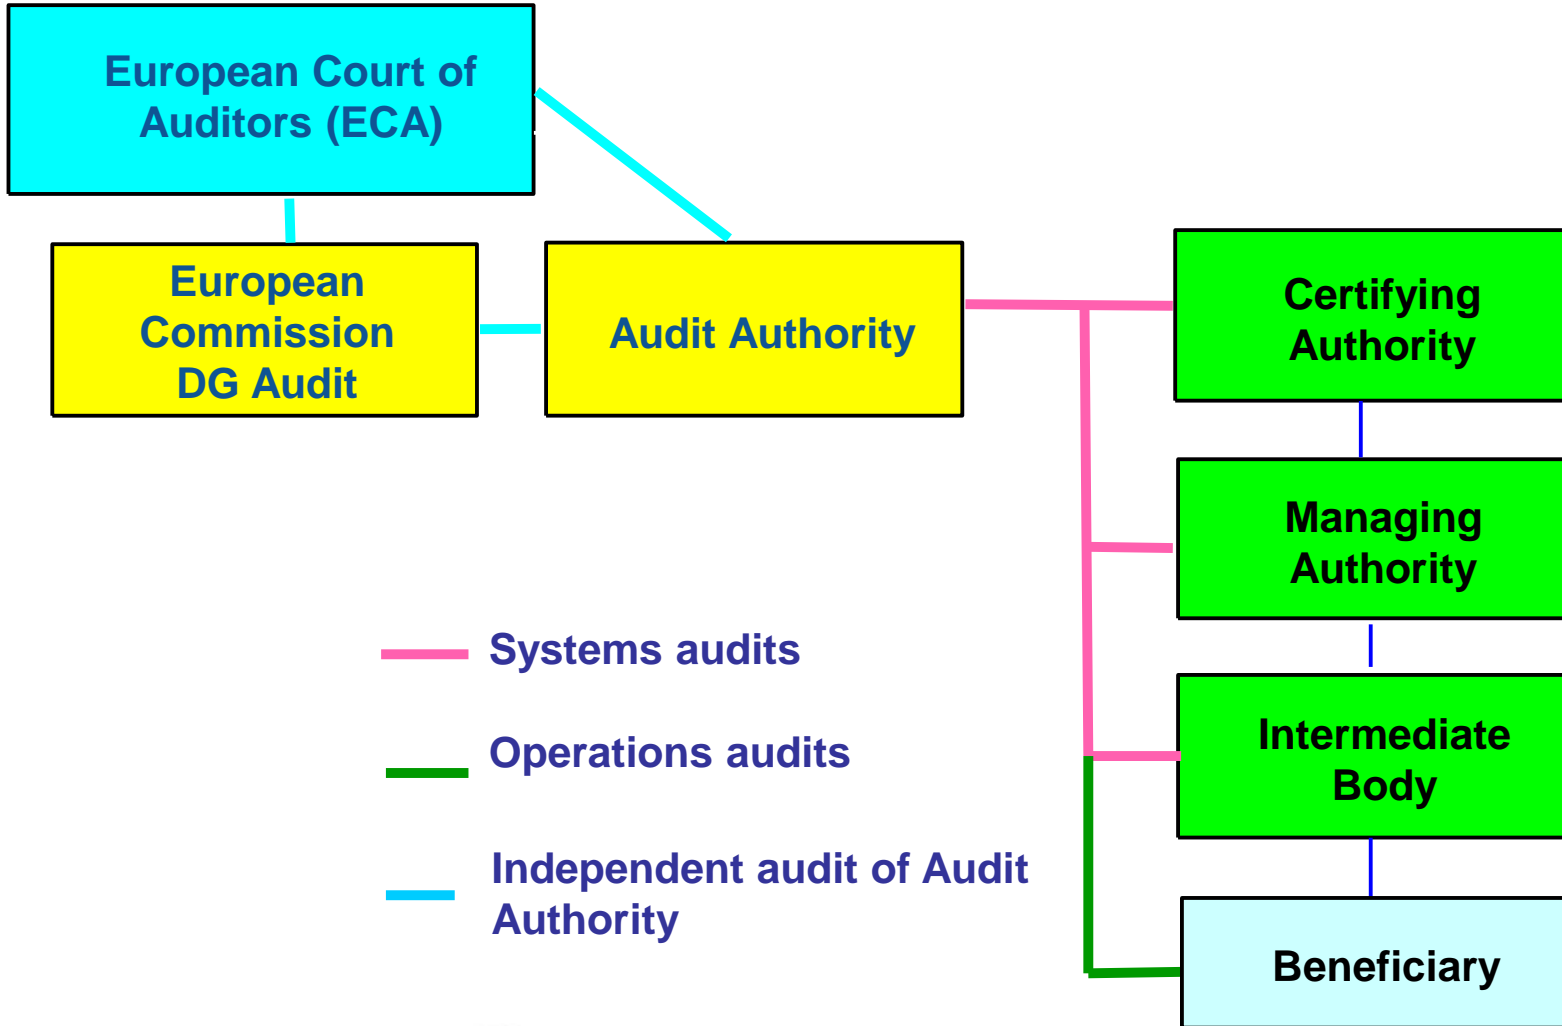 European Court of
Auditors (ECA)
European
Commission
DG Audit
Audit Authority
Certifying
Authority
Managing
Authority
Systems audits
Intermediate
Body
Operations audits
Independent audit of Audit
Authority
Beneficiary